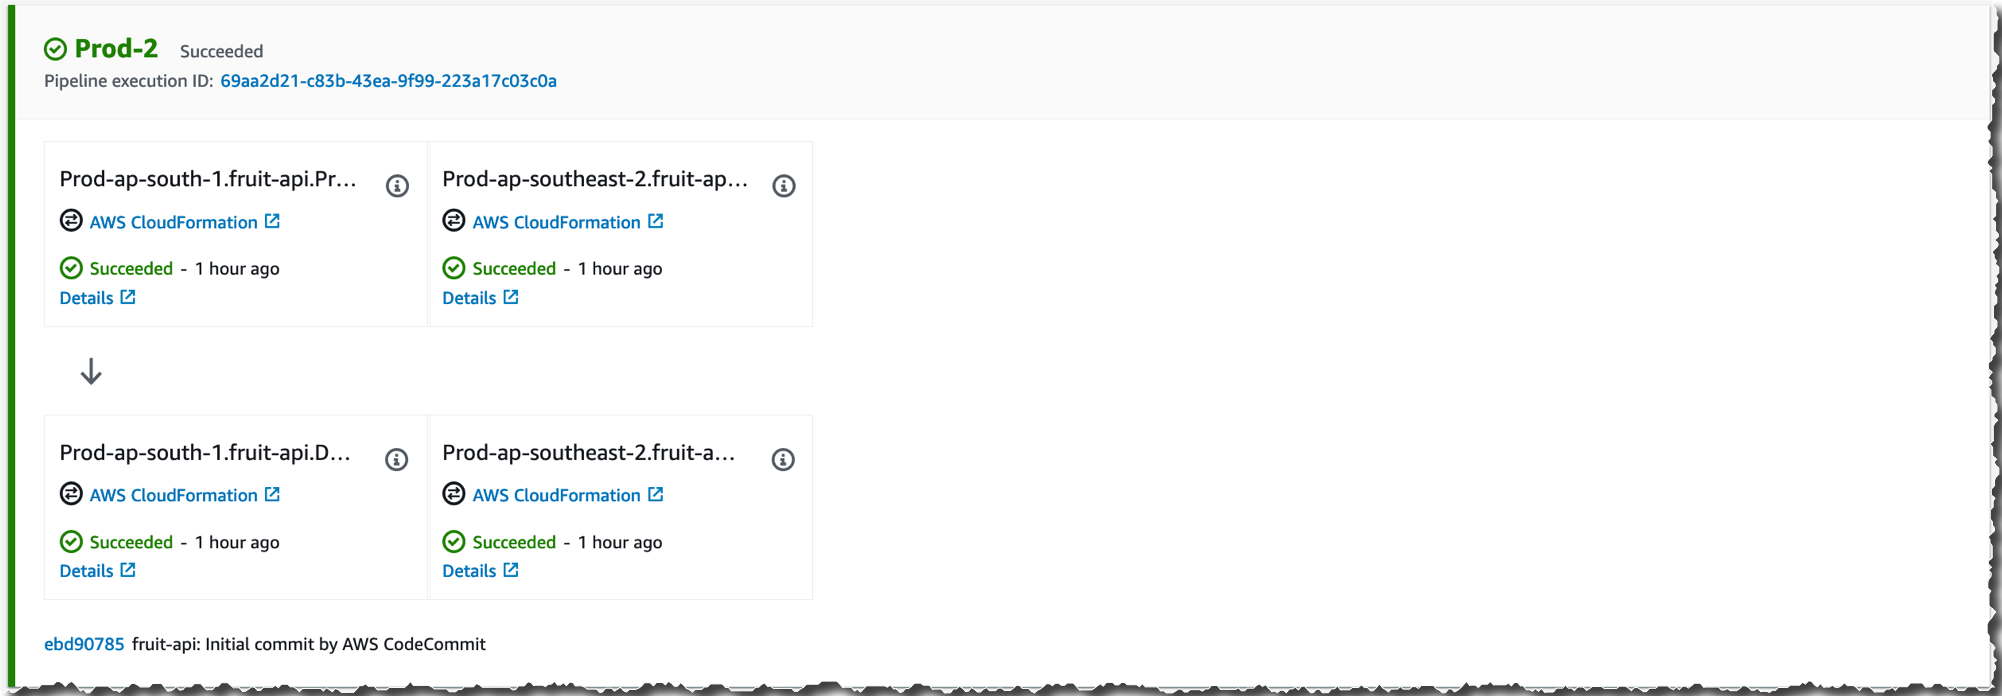 Prod-2 Succeeded
Pipeline execution ID: 69aa2d21-c83b-43ea-9f99-223a17c03c0a
Prod-ap-south-1.fruit-api.Pr...
AWS CloudFormation
Succeeded - 1 hour ago
Details
Prod-ap-southeast-2.fruit-ap...
AWS CloudFormation
Succeeded - 1 hour ago
Details
Prod-ap-south-1.fruit-api.D...
AWS CloudFormation
Succeeded - 1 hour ago
Details
Prod-ap-southeast-2.fruit-a...
AWS CloudFormation
Succeeded - 1 hour ago
Details
ebd90785 fruit-api: Initial commit by AWS CodeCommit